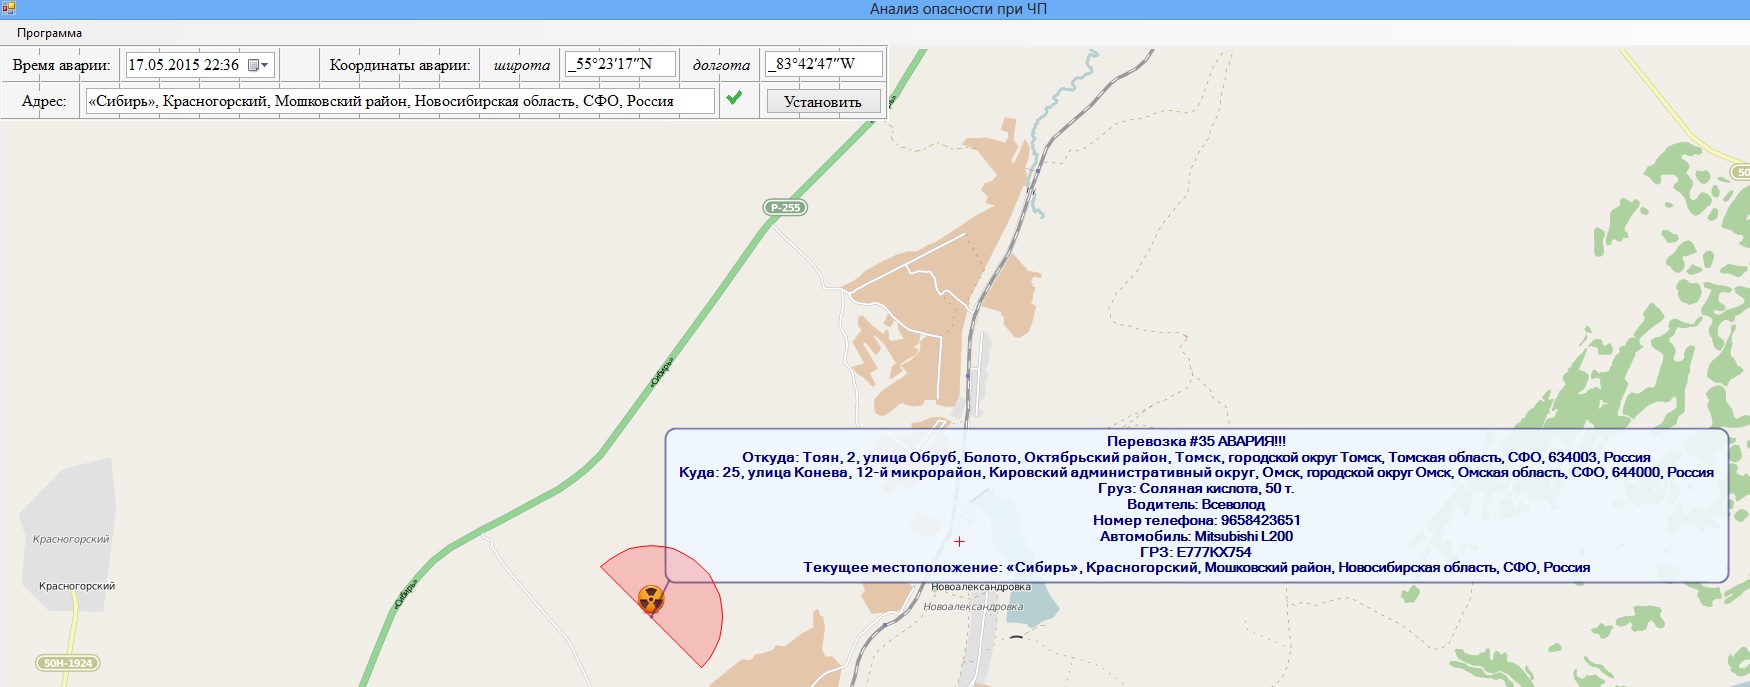 Анализ опасности при ЧП
Программа
Время аварии: 17.05.2015 22:36 Координаты аварии: широта _55°23'17"N долгота _83°42'47"W
Адрес: «Сибирь», Красногорский, Мошковский район, Новосибирская область, СФО, Россия Установить
Р-255
50
«Сибирь»
Перевозка #35 АВАРИЯ!!!
Откуда: Тоян, 2, улица Обруб, Болото, Октябрьский район, Томск, городской округ Томск, Томская область, СФО, 634003, Россия
Куда: 25, улица Конева, 12-й микрорайон, Кировский административный округ, Омск, городской округ Омск, Омская область, СФО, 644000, Россия
Груз: Соляная кислота, 50 т.
Водитель: Всеволод
Номер телефона: 9658423651
Автомобиль: Mitsubishi L200
ГРЗ: E777KX754
Текущее местоположение: «Сибирь», Красногорский, Мошковский район, Новосибирская область, СФО, Россия
Красногорский
Красногорский
«Сибирь»
Новоалександровка
Новоалександровка
50Н-1924